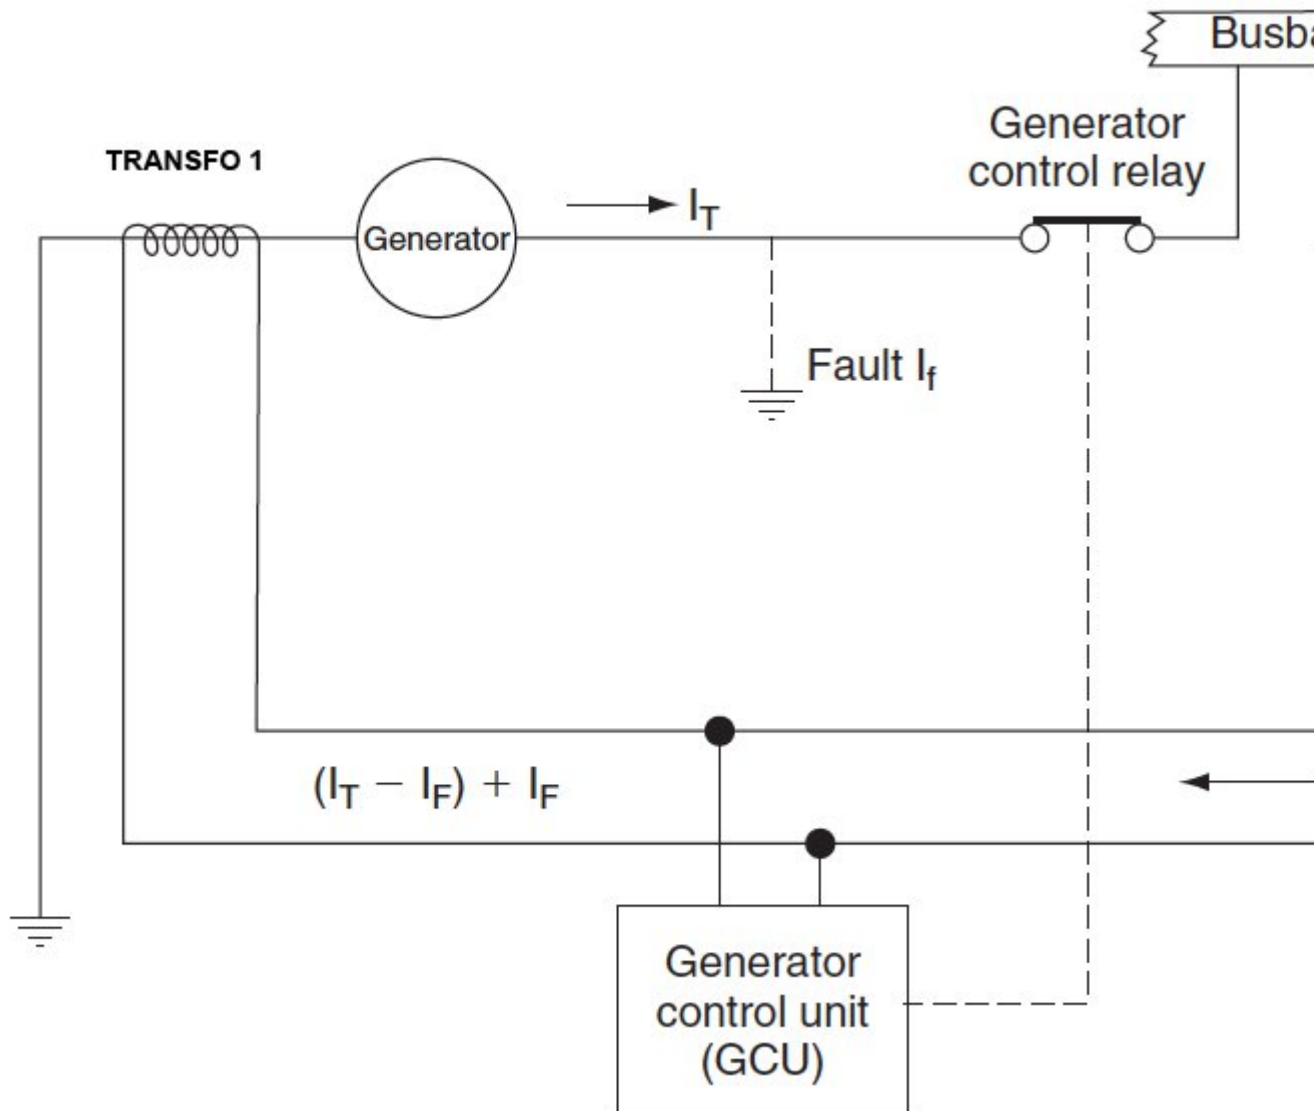 Busba
Generator
control relay
TRANSFO 1
I_T
Generator
Fault I_f
(I_T − I_F) + I_F
Generator
control unit
(GCU)